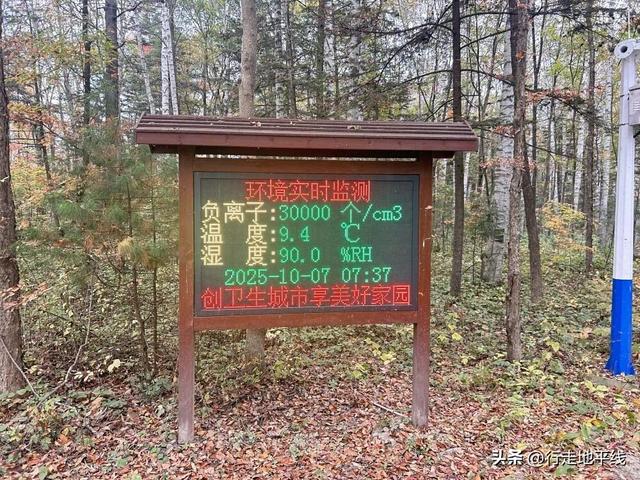 环境实时监测
负离子:30000 个/cm3
温 度:9.4 ℃
湿 度:90.0 %RH
2025-10-07 07:37
创卫生城市享美好家园
头条@行走地平线